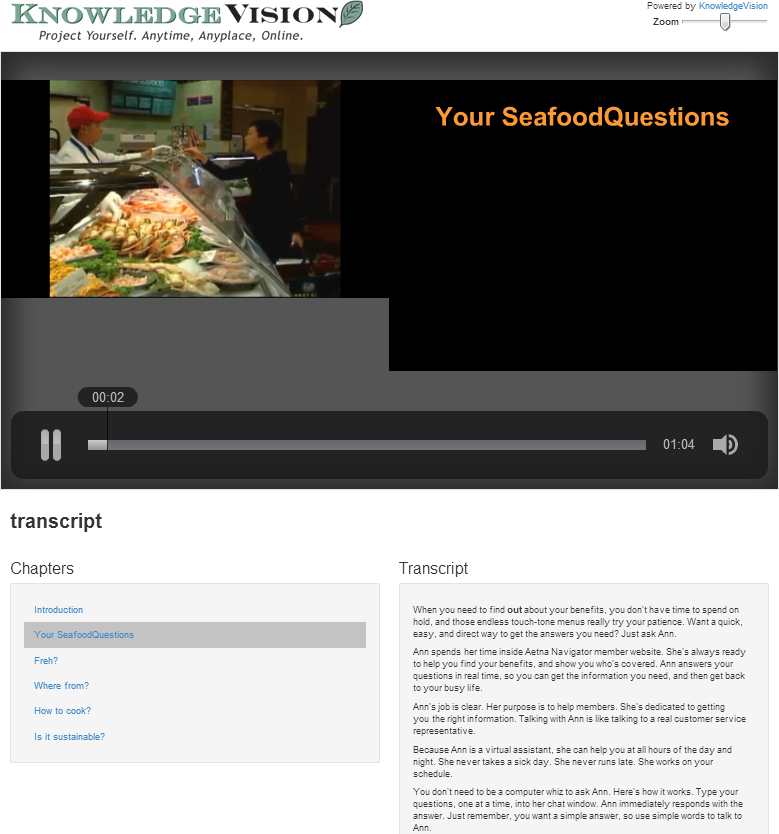 KNOWLEDGEVISION
Project Yourself. Anytime, Anyplace, Online.
Powered by KnowledgeVision
Zoom
Your SeafoodQuestions
00:02
01:04
transcript
Chapters
Introduction
Your SeafoodQuestions
Freh?
Where from?
How to cook?
Is it sustainable?
Transcript
When you need to find out about your benefits, you don't have time to spend on
hold, and those endless touch-tone menus really try your patience. Want a quick,
easy, and direct way to get the answers you need? Just ask Ann.
Ann spends her time inside Aetna Navigator member website. She's always ready
to help you find your benefits, and show you who's covered. Ann answers your
questions in real time, so you can get the information you need, and then get back
to your busy life.
Ann's job is clear. Her purpose is to help members. She's dedicated to getting
you the right information. Talking with Ann is like talking to a real customer service
representative.
Because Ann is a virtual assistant, she can help you at all hours of the day and
night. She never takes a sick day. She never runs late. She works on your
schedule.
You don't need to be a computer whiz to ask Ann. Here's how it works. Type your
questions, one at a time, into her chat window. Ann immediately responds with the
answer. Just remember, you want a simple answer, so use simple words to talk to
Ann.